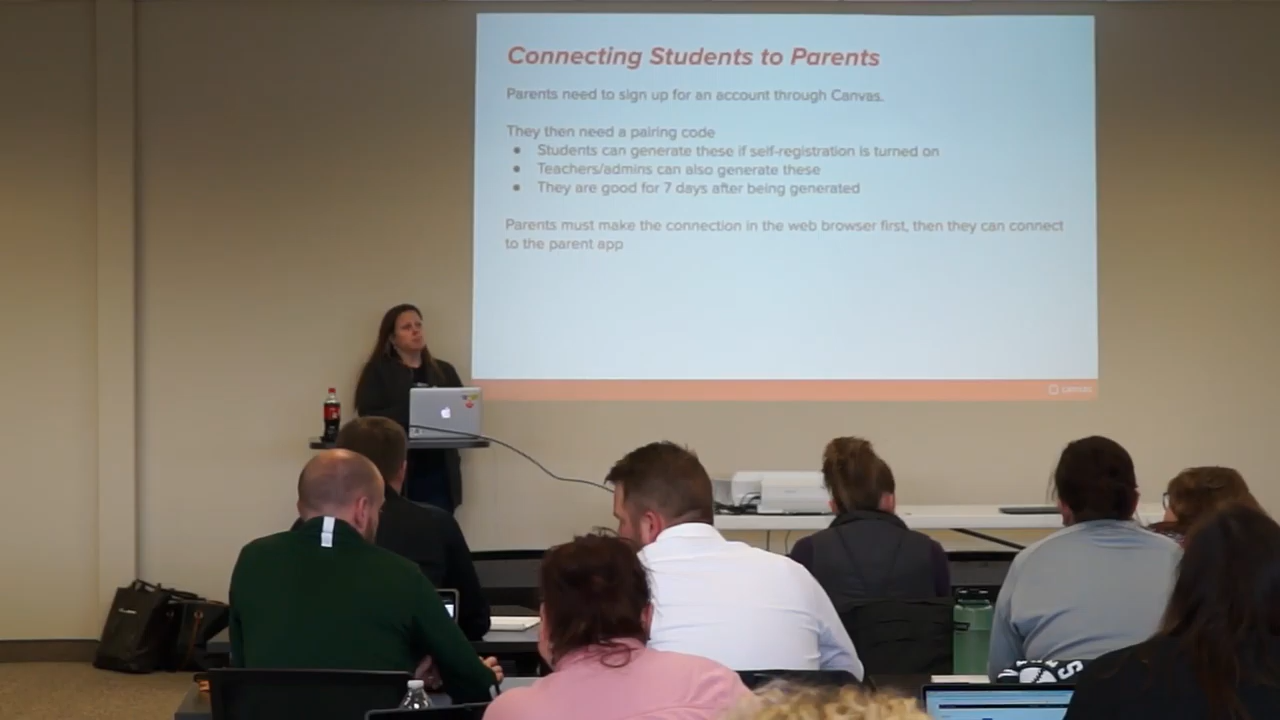 Connecting Students to Parents
Parents need to sign up for an account through Canvas.
They then need a pairing code
Students can generate these if self-registration is turned on
Teachers/admins can also generate these
They are good for 7 days after being generated
Parents must make the connection in the web browser first, then they can connect
to the parent app
canvas